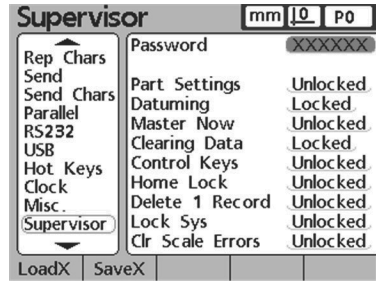 Supervisor
mm 0 P0
Rep Chars
Send
Send Chars
Parallel
RS232
USB
Hot Keys
Clock
Misc.
Supervisor
Password XXXXXX
Part Settings Unlocked
Datuming Locked
Master Now Unlocked
Clearing Data Locked
Control Keys Unlocked
Home Lock Unlocked
Delete 1 Record Unlocked
Lock Sys Unlocked
Clr Scale Errors Unlocked
LoadX SaveX